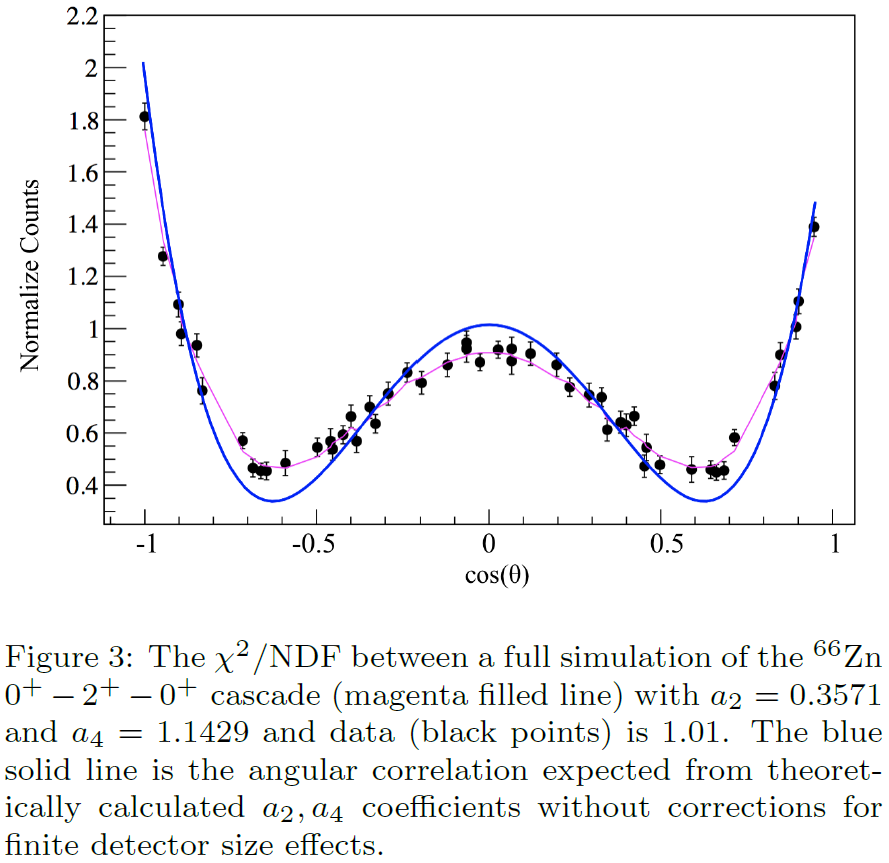 2.2
2
1.8
1.6
1.4
1.2
1
0.8
0.6
0.4
Normalize Counts
-1 -0.5 0 0.5 1
cos(θ)
Figure 3: The χ²/NDF between a full simulation of the ⁶⁶Zn
0⁺ − 2⁺ − 0⁺ cascade (magenta filled line) with a₂ = 0.3571
and a₄ = 1.1429 and data (black points) is 1.01. The blue
solid line is the angular correlation expected from theoret-
ically calculated a₂, a₄ coefficients without corrections for
finite detector size effects.